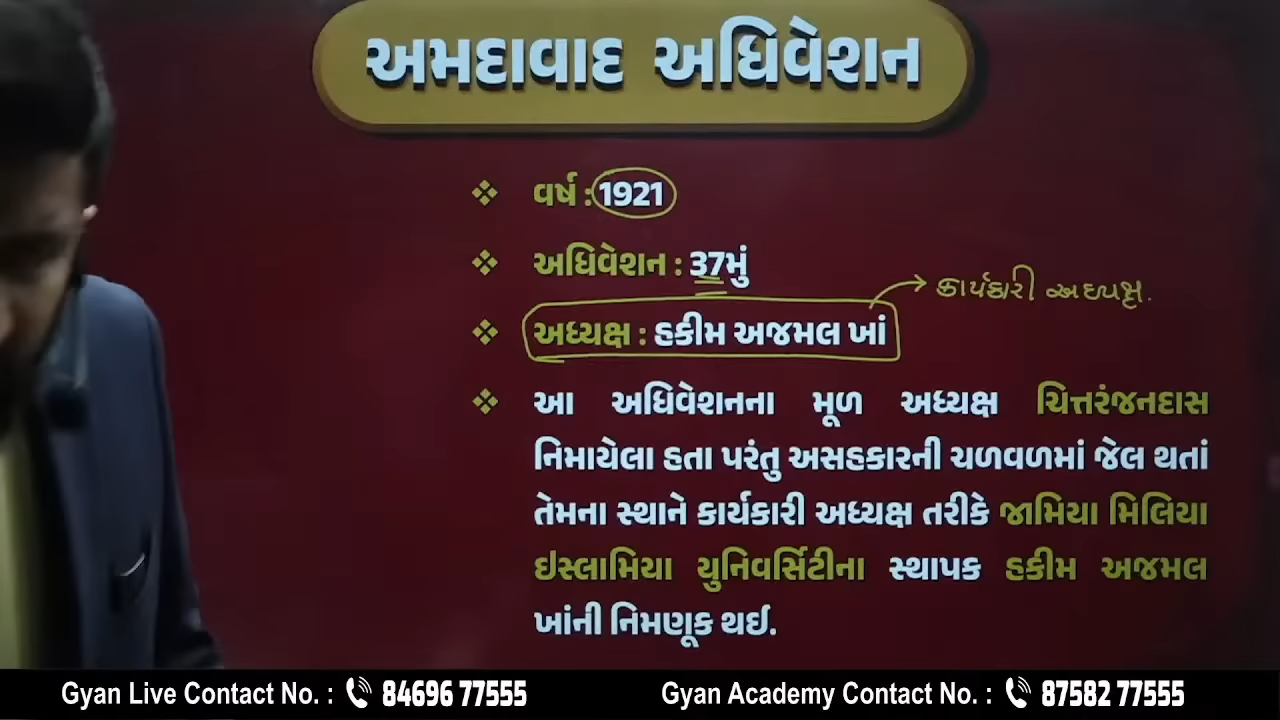 અમદાવાદ અધિવેશન
❖ વર્ષ : 1921
❖ અધિવેશન : 37મું
કાર્યકારી અધ્યક્ષ.
❖ અધ્યક્ષ : હકીમ અજમલ ખાં
❖ આ અધિવેશનના મૂળ અધ્યક્ષ ચિત્તરંજનદાસ
નિમાયેલા હતા પરંતુ અસહકારની ચળવળમાં જેલ થતાં
તેમના સ્થાને કાર્યકારી અધ્યક્ષ તરીકે જામિયા મિલિયા
ઇસ્લામિયા યુનિવર્સિટીના સ્થાપક હકીમ અજમલ
ખાંની નિમણૂક થઈ.
Gyan Live Contact No. : 84696 77555
Gyan Academy Contact No. : 87582 77555